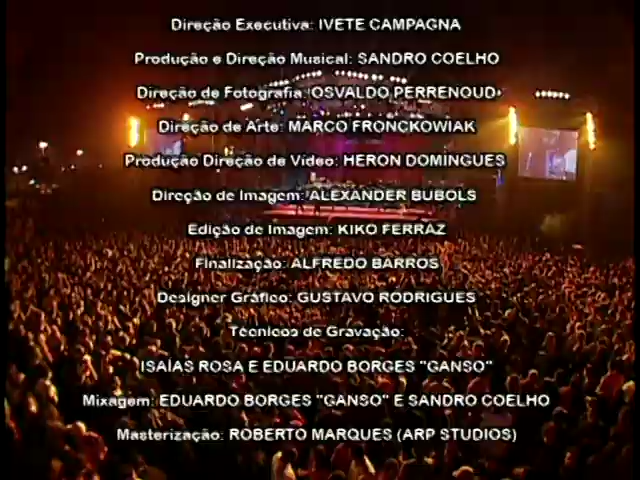 Direção Executiva: IVETE CAMPAGNA
Produção e Direção Musical: SANDRO COELHO
Direção de Fotografia: OSVALDO PERRENOUD
Direção de Arte: MARCO FRONCKOWIAK
Produção Direção de Vídeo: HERON DOMINGUES
Direção de Imagem: ALEXANDER BUBOLS
Edição de Imagem: KIKO FERRAZ
Finalização: ALFREDO BARROS
Designer Gráfico: GUSTAVO RODRIGUES
Técnicos de Gravação:
ISAÍAS ROSA E EDUARDO BORGES "GANSO"
Mixagem: EDUARDO BORGES "GANSO" E SANDRO COELHO
Masterização: ROBERTO MARQUES (ARP STUDIOS)